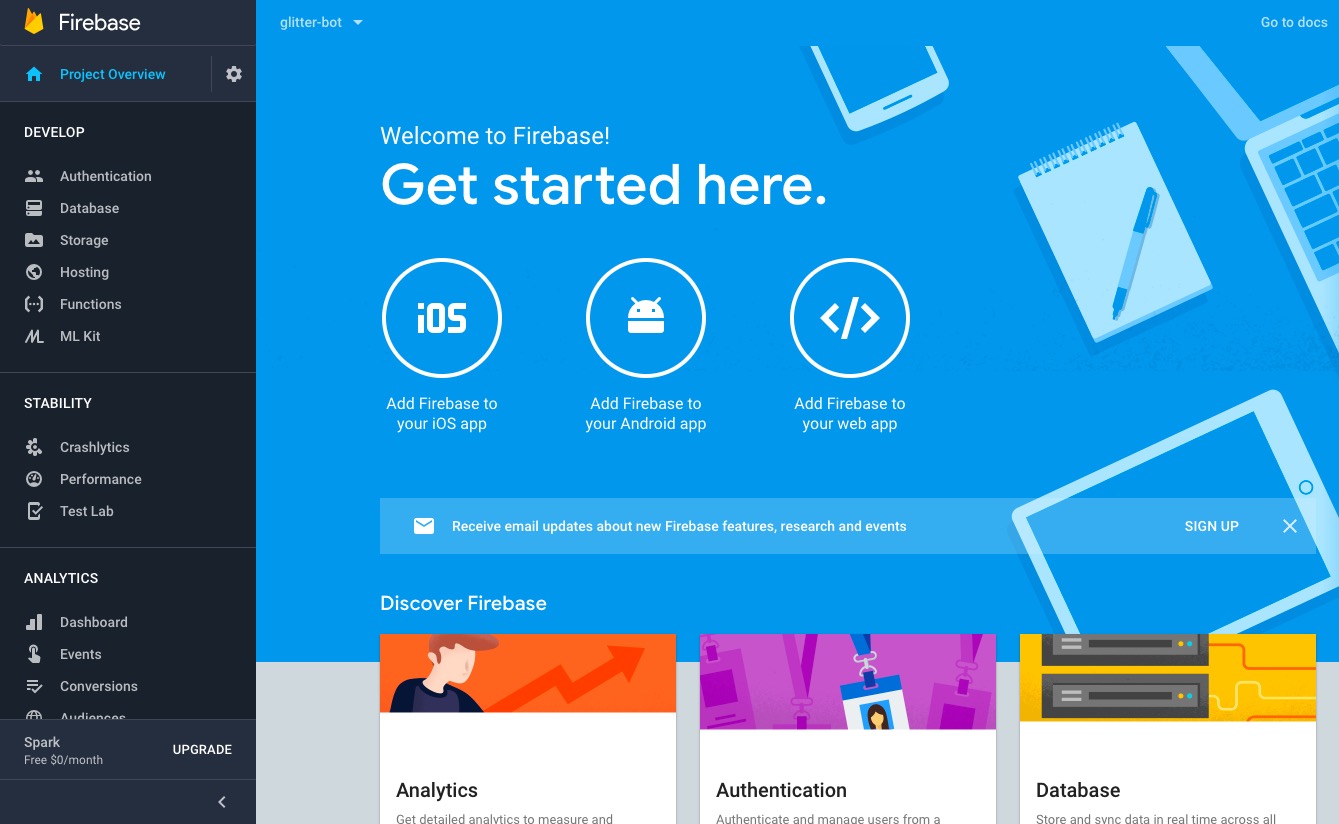 Firebase
glitter-bot
Go to docs
Project Overview
DEVELOP
Authentication
Database
Storage
Hosting
Functions
ML Kit
STABILITY
Crashlytics
Performance
Test Lab
ANALYTICS
Dashboard
Events
Conversions
Audiences
Spark
Free $0/month
UPGRADE
Welcome to Firebase!
Get started here.
iOS
Add Firebase to
your iOS app
Add Firebase to
your Android app
</>
Add Firebase to
your web app
Receive email updates about new Firebase features, research and events
SIGN UP
Discover Firebase
Analytics
Get detailed analytics to measure and
Authentication
Authenticate and manage users from a
Database
Store and sync data in real time across all